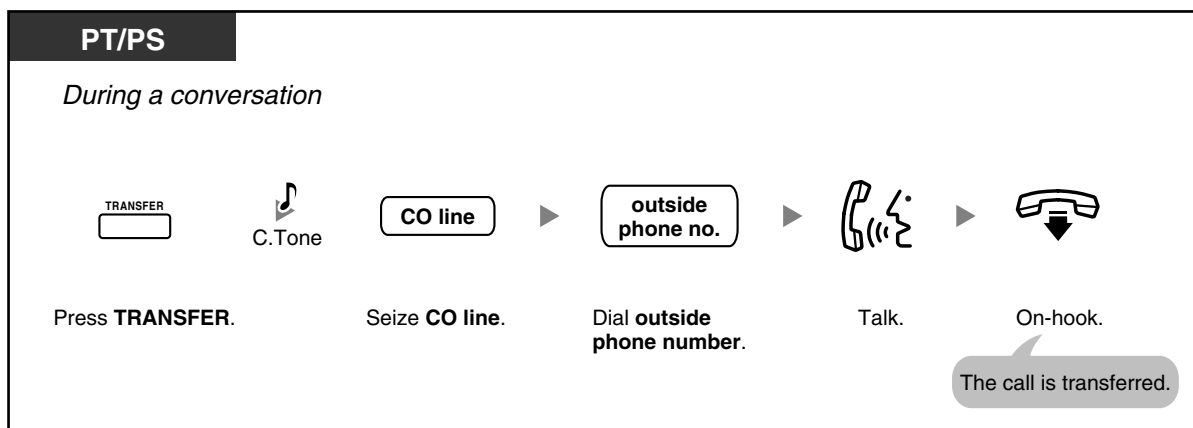 PT/PS
During a conversation
TRANSFER
C.Tone
CO line
outside
phone no.
Press TRANSFER.
Seize CO line.
Dial outside
phone number.
Talk.
On-hook.
The call is transferred.